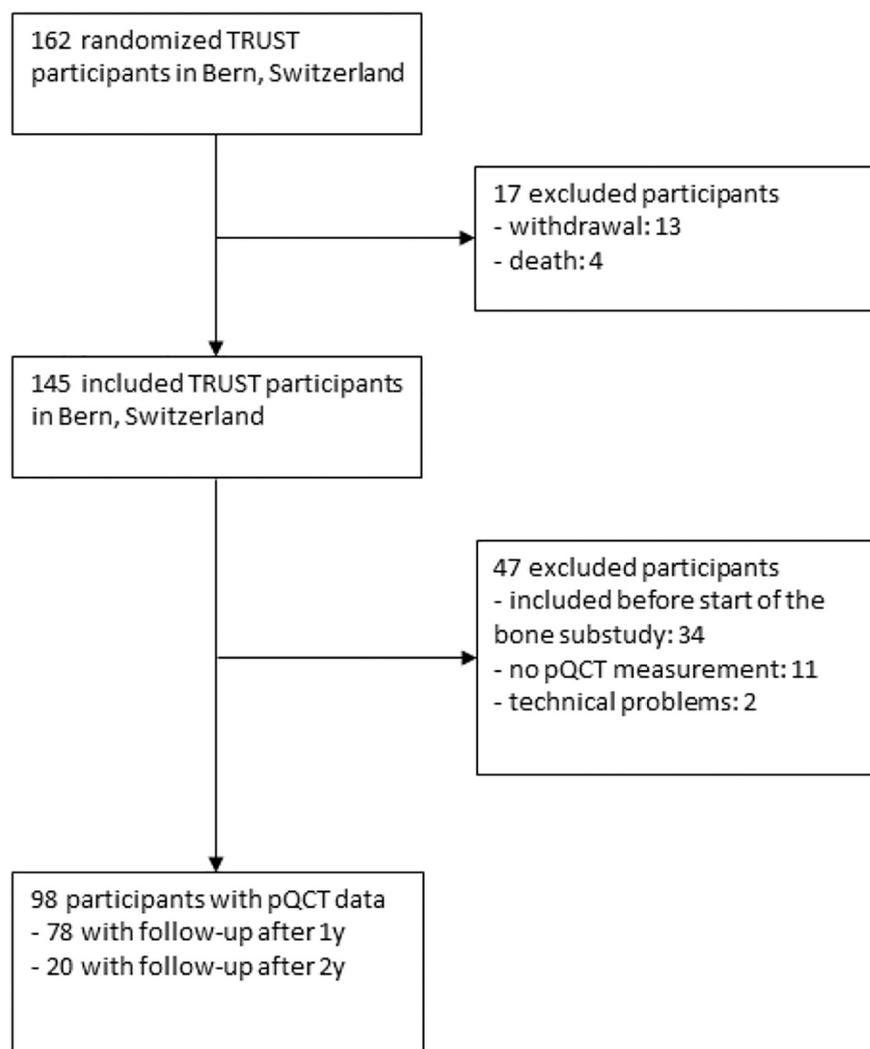 162 randomized TRUST
participants in Bern, Switzerland
17 excluded participants
- withdrawal: 13
- death: 4
145 included TRUST participants
in Bern, Switzerland
47 excluded participants
- included before start of the
bone substudy: 34
- no pQCT measurement: 11
- technical problems: 2
98 participants with pQCT data
- 78 with follow-up after 1y
- 20 with follow-up after 2y